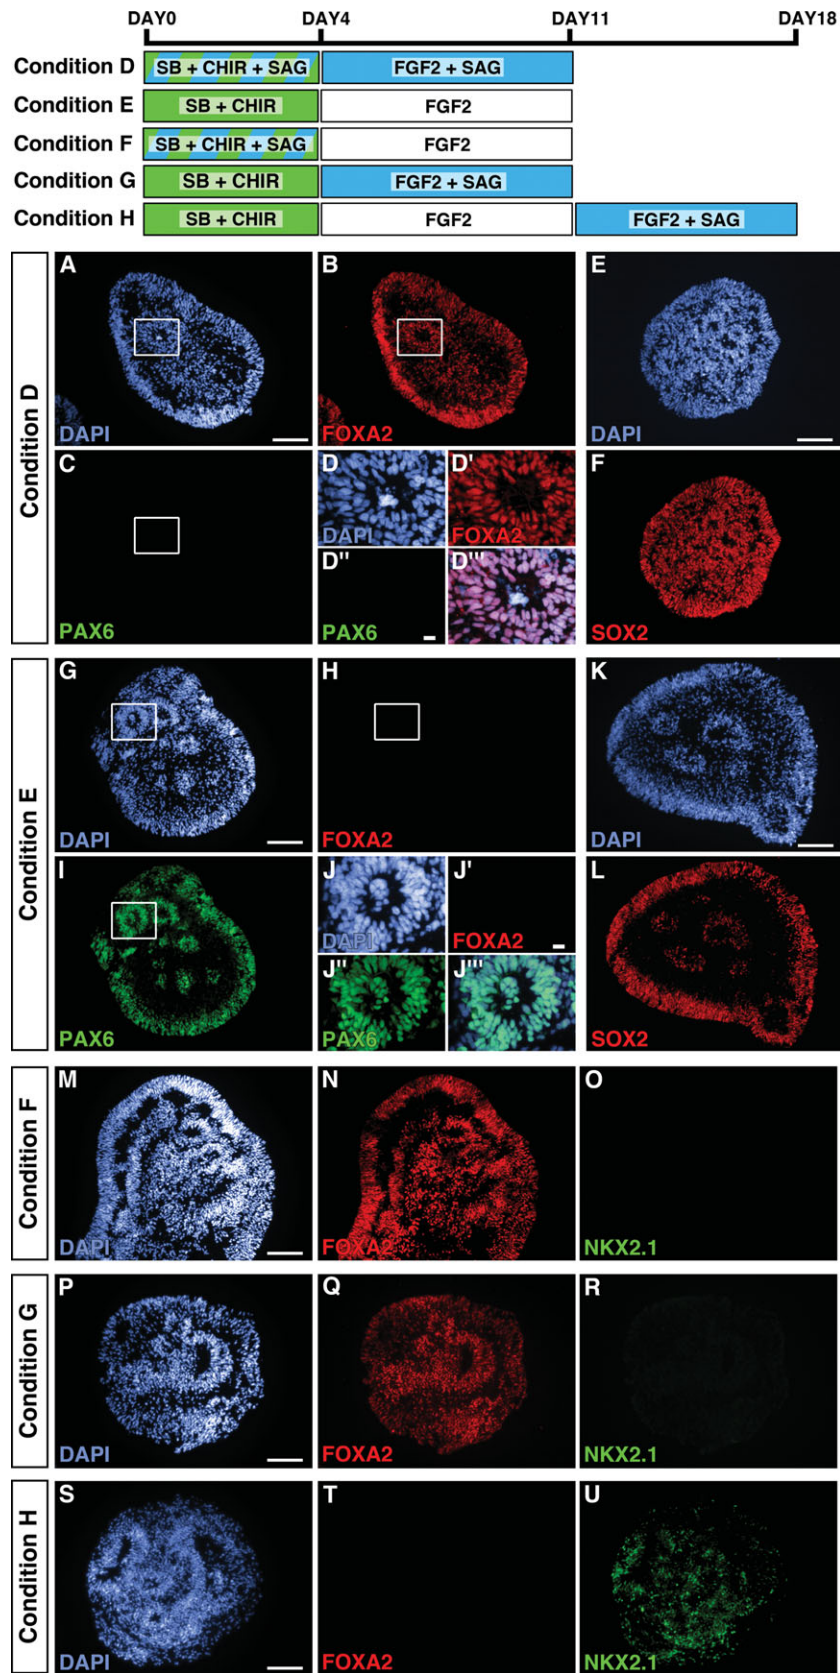 DAY0 DAY4 DAY11 DAY18
Condition D SB + CHIR + SAG FGF2 + SAG
Condition E SB + CHIR FGF2
Condition F SB + CHIR + SAG FGF2
Condition G SB + CHIR FGF2 + SAG
Condition H SB + CHIR FGF2 FGF2 + SAG
Condition D
A B E
DAPI FOXA2 DAPI
C D D' F
DAPI FOXA2
D'' D'''
PAX6 PAX6 SOX2
Condition E
G H K
DAPI FOXA2 DAPI
I J J' L
DAPI FOXA2
J'' J'''
PAX6 PAX6 SOX2
Condition F
M N O
DAPI FOXA2 NKX2.1
Condition G
P Q R
DAPI FOXA2 NKX2.1
Condition H
S T U
DAPI FOXA2 NKX2.1